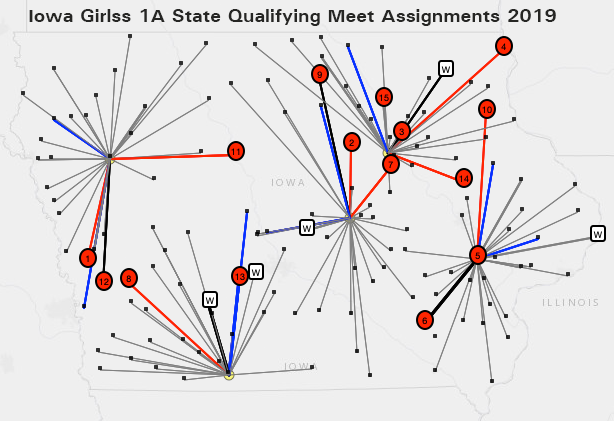 Iowa Girlss 1A State Qualifying Meet Assignments 2019
4
W
9
15
10
3
2
11
7
14
IOWA
W
W
5
1
12
8
13
W
W
ILLINOIS
6
IOWA